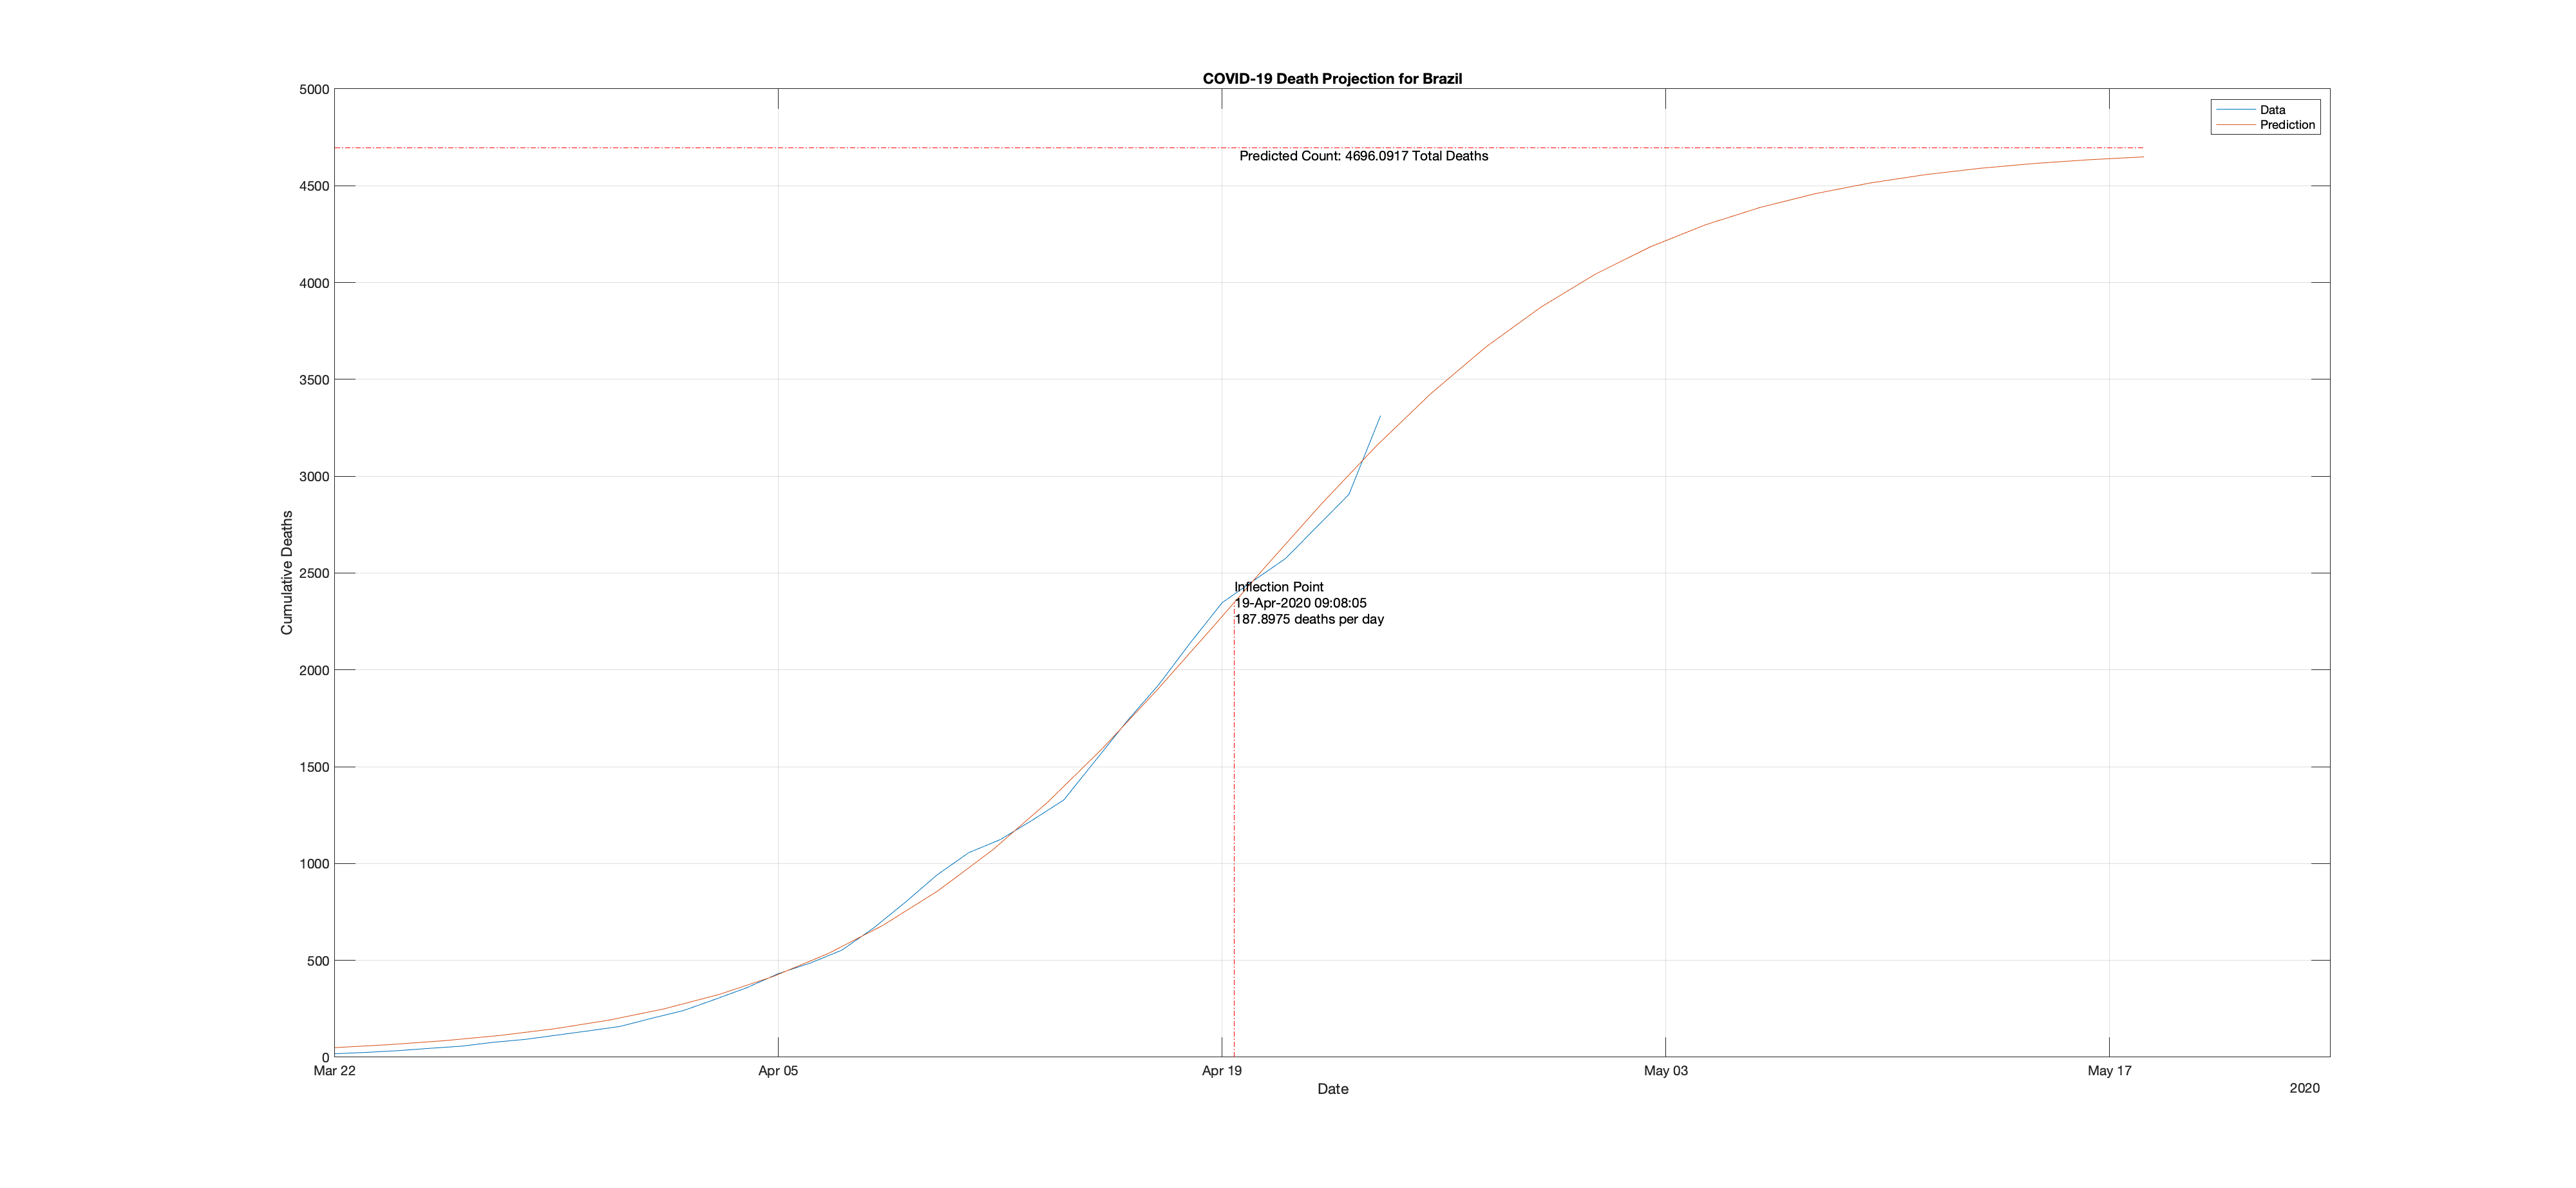 COVID-19 Death Projection for Brazil
Data
Prediction
Predicted Count: 4696.0917 Total Deaths
Inflection Point
19-Apr-2020 09:08:05
187.8975 deaths per day
Cumulative Deaths
5000
4500
4000
3500
3000
2500
2000
1500
1000
500
0
Mar 22
Apr 05
Apr 19
May 03
May 17
Date
2020